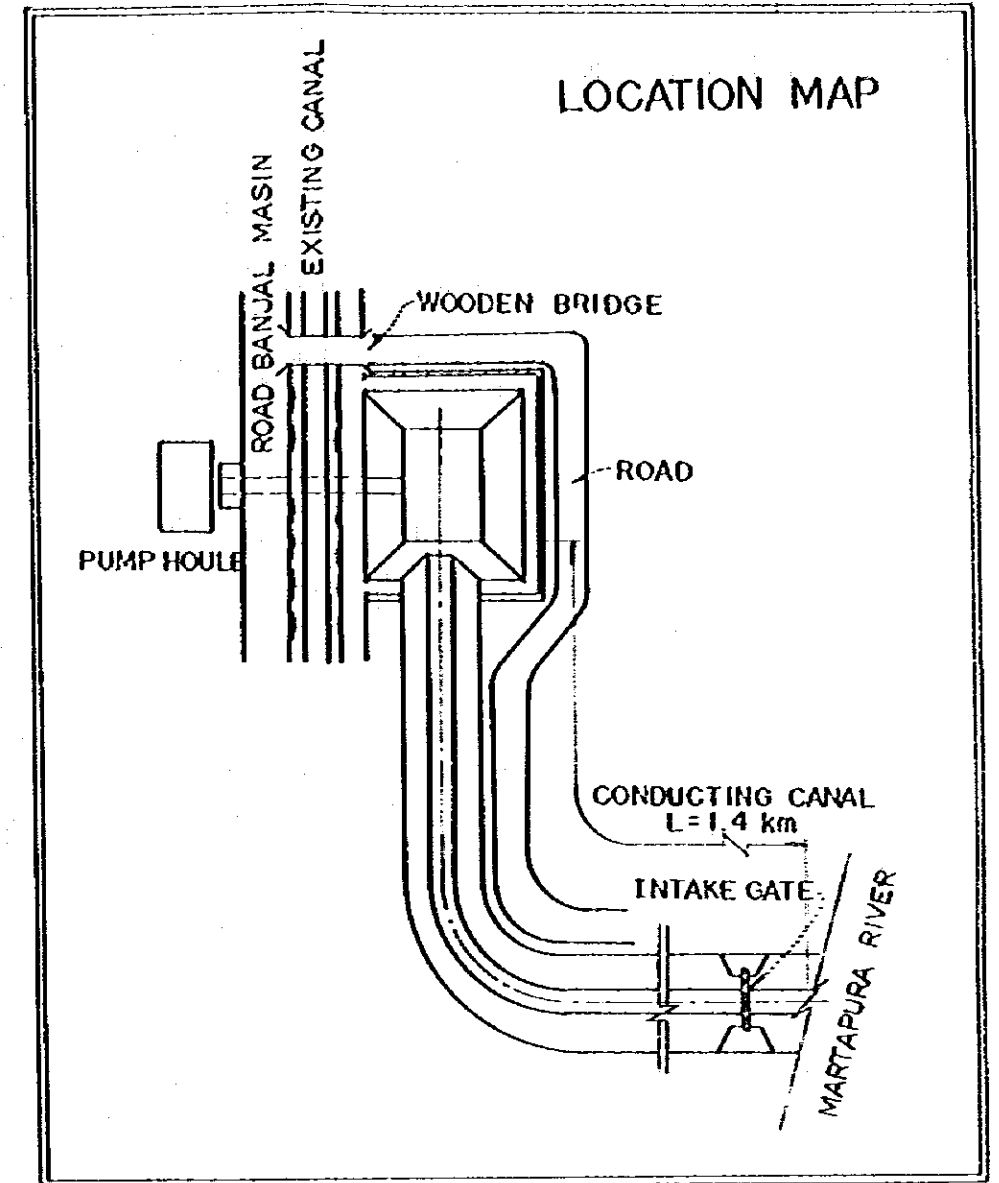 LOCATION MAP
EXISTING CANAL
ROAD BANJAL MASIN
WOODEN BRIDGE
ROAD
PUMP HOULE
CONDUCTING CANAL
L=1.4 km
INTAKE GATE
MARTAPURA RIVER